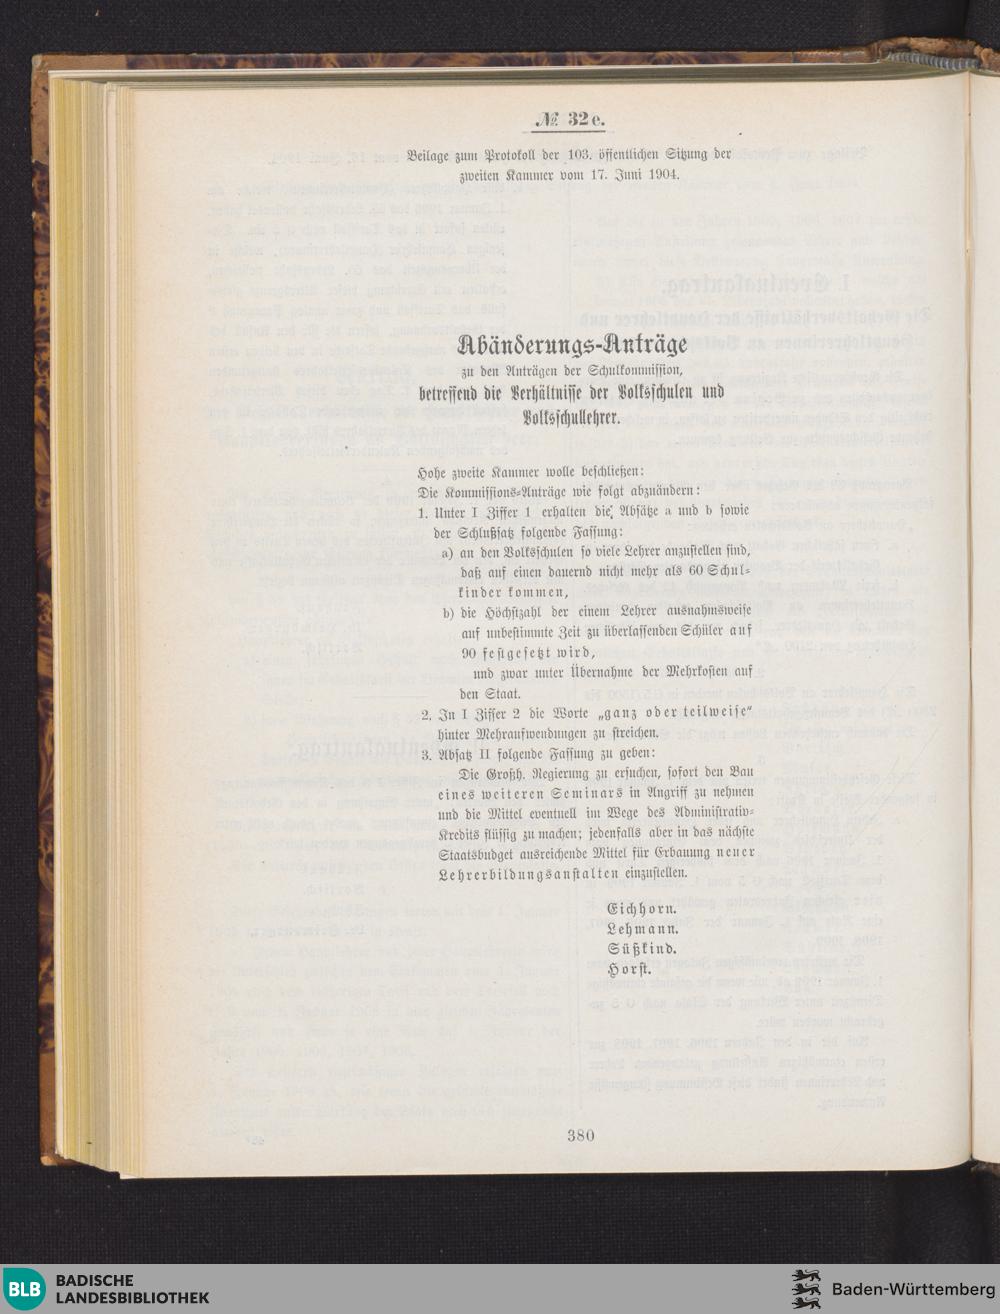 № 32e.
Beilage zum Protokoll der 103. öffentlichen Sitzung der
zweiten Kammer vom 17. Juni 1904.
Abänderungs-Anträge
zu den Anträgen der Schulkommission,
betreffend die Verhältnisse der Volksschulen und
Volksschullehrer.
Hohe zweite Kammer wolle beschließen:
Die Kommissions-Anträge wie folgt abzuändern:
1. Unter I Ziffer 1 erhalten die Absätze a und b sowie
der Schlußsatz folgende Fassung:
a) an den Volksschulen so viele Lehrer anzustellen sind,
daß auf einen dauernd nicht mehr als 60 Schul-
kinder kommen,
b) die Höchstzahl der einem Lehrer ausnahmsweise
auf unbestimmte Zeit zu überlassenden Schüler auf
90 festgesetzt wird,
und zwar unter Übernahme der Mehrkosten auf
den Staat.
2. In I Ziffer 2 die Worte „ganz oder teilweise“
hinter Mehraufwendungen zu streichen.
3. Absatz II folgende Fassung zu geben:
Die Großh. Regierung zu ersuchen, sofort den Bau
eines weiteren Seminars in Angriff zu nehmen
und die Mittel eventuell im Wege des Administrativ-
Kredits flüssig zu machen; jedenfalls aber in das nächste
Staatsbudget ausreichende Mittel für Erbauung neuer
Lehrerbildungsanstalten einzustellen.
Eichhorn.
Lehmann.
Süßkind.
Horst.
380
BLB BADISCHE
LANDESBIBLIOTHEK
Baden-Württemberg